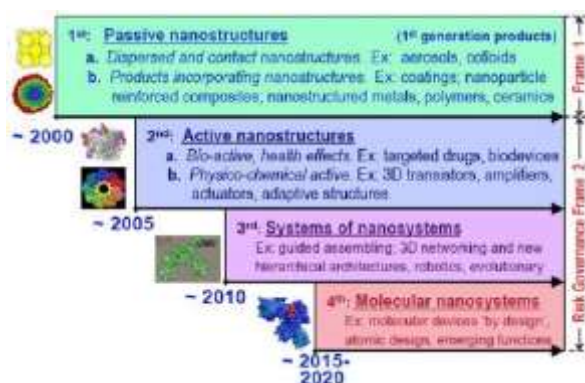 1st: Passive nanostructures (1st generation products)
a. Dispersed and contact nanostructures. Ex: aerosols, colloids
b. Products incorporating nanostructures. Ex: coatings; nanoparticle
reinforced composites; nanostructured metals, polymers, ceramics
~ 2000
2nd: Active nanostructures
a. Bio-active, health effects. Ex: targeted drugs, biodevices
b. Physico-chemical active. Ex: 3D transistors, amplifiers,
actuators, adaptive structures
~ 2005
3rd: Systems of nanosystems
Ex: guided assembling; 3D networking and new
hierarchical architectures, robotics, evolutionary
~ 2010
4th: Molecular nanosystems
Ex: molecular devices 'by design',
atomic design, emerging functions
~ 2015-
2020
Frame 1
Risk Governance Frame 2